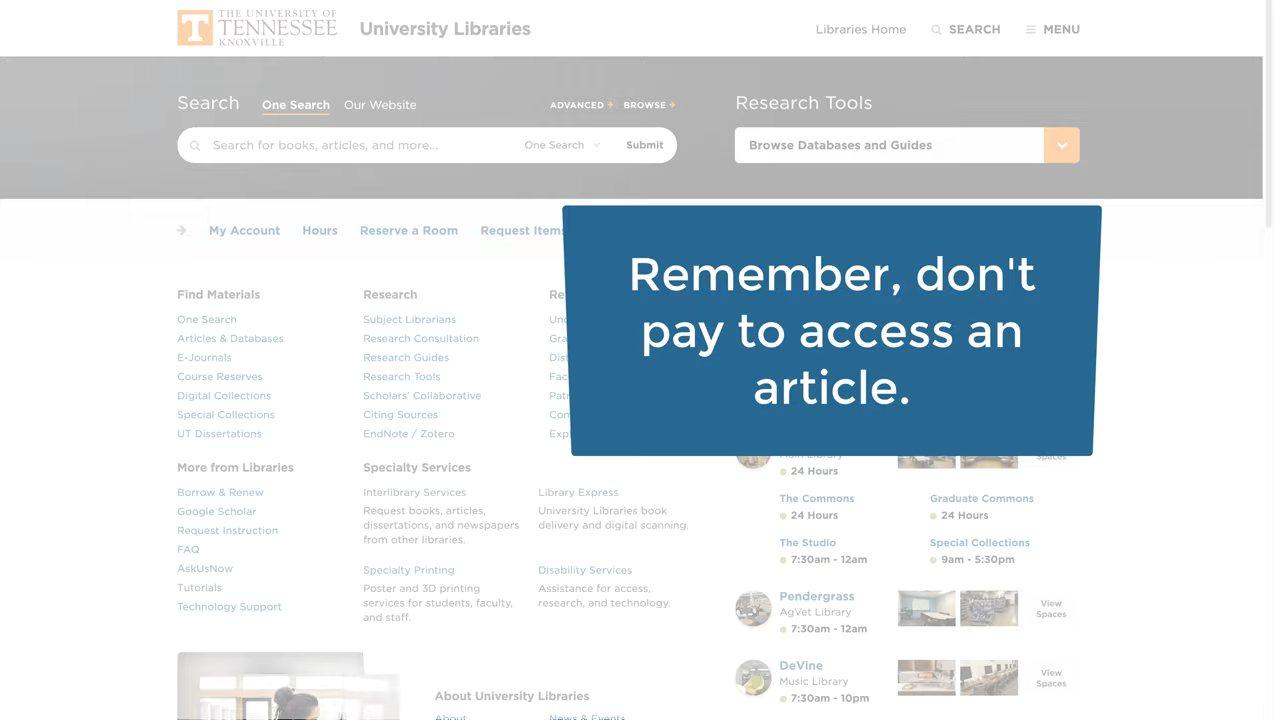 THE UNIVERSITY OF
TENNESSEE
KNOXVILLE
University Libraries
Libraries Home
SEARCH
MENU
Search
One Search
Our Website
ADVANCED
BROWSE
Research Tools
Search for books, articles, and more...
One Search
Submit
Browse Databases and Guides
My Account
Hours
Reserve a Room
Request Items
Remember, don't
pay to access an
article.
Find Materials
One Search
Articles & Databases
E-Journals
Course Reserves
Digital Collections
Special Collections
UT Dissertations
Research
Subject Librarians
Research Consultation
Research Guides
Research Tools
Scholars' Collaborative
Citing Sources
EndNote / Zotero
More from Libraries
Borrow & Renew
Google Scholar
Request Instruction
FAQ
AskUsNow
Tutorials
Technology Support
Specialty Services
Interlibrary Services
Request books, articles,
dissertations, and newspapers
from other libraries.
Library Express
University Libraries book
delivery and digital scanning.
Specialty Printing
Poster and 3D printing
services for students, faculty,
and staff.
Disability Services
Assistance for access,
research, and technology.
24 Hours
The Commons
24 Hours
Graduate Commons
24 Hours
The Studio
7:30am - 12am
Special Collections
9am - 5:30pm
Pendergrass
AgVet Library
7:30am - 12am
View
Spaces
DeVine
Music Library
7:30am - 10pm
View
Spaces
About University Libraries
About
News & Events